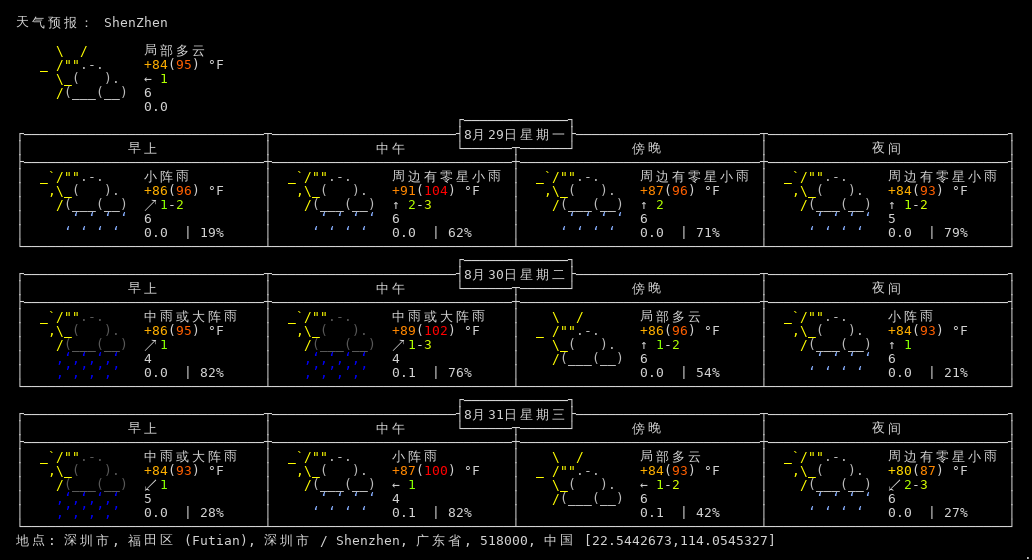 天气预报： ShenZhen
局部多云
+84(95) °F
← 1
6
0.0
8月29日星期一
早上 中午 傍晚 夜间
小阵雨 周边有零星小雨 周边有零星小雨 周边有零星小雨
+86(96) °F +91(104) °F +87(96) °F +84(93) °F
↗ 1-2 ↑ 2-3 ↑ 2 ↑ 1-2
6 6 6 5
0.0 | 19% 0.0 | 62% 0.0 | 71% 0.0 | 79%
8月30日星期二
早上 中午 傍晚 夜间
中雨或大阵雨 中雨或大阵雨 局部多云 小阵雨
+86(95) °F +89(102) °F +86(96) °F +84(93) °F
↗ 1 ↗ 1-3 ↑ 1-2 ↑ 1
4 4 6 6
0.0 | 82% 0.1 | 76% 0.0 | 54% 0.0 | 21%
8月31日星期三
早上 中午 傍晚 夜间
中雨或大阵雨 小阵雨 局部多云 周边有零星小雨
+84(93) °F +87(100) °F +84(93) °F +80(87) °F
↙ 1 ← 1 ← 1-2 ↙ 2-3
5 4 6 6
0.0 | 28% 0.1 | 82% 0.1 | 42% 0.0 | 27%
地点: 深圳市, 福田区 (Futian), 深圳市 / Shenzhen, 广东省, 518000, 中国 [22.5442673,114.0545327]